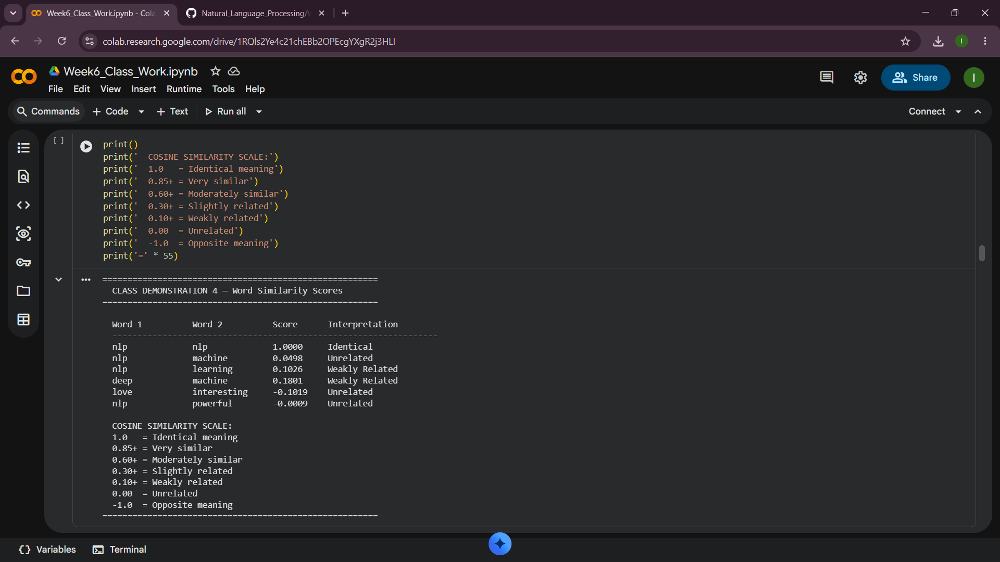 Week6_Class_Work.ipynb - Cola
Natural_Language_Processing/
colab.research.google.com/drive/1RQls2Ye4c21chEBb2OPEcgYXgR2j3HLI
Week6_Class_Work.ipynb
File Edit View Insert Runtime Tools Help
Share
I
Commands + Code + Text Run all Connect
[ ]
print()
print('  COSINE SIMILARITY SCALE:')
print('  1.0   = Identical meaning')
print('  0.85+ = Very similar')
print('  0.60+ = Moderately similar')
print('  0.30+ = Slightly related')
print('  0.10+ = Weakly related')
print('  0.00  = Unrelated')
print('  -1.0  = Opposite meaning')
print('=' * 55)
=======================================================
CLASS DEMONSTRATION 4 — Word Similarity Scores
=======================================================
Word 1 Word 2 Score Interpretation
-----------------------------------------------------------------
nlp nlp 1.0000 Identical
nlp machine 0.0498 Unrelated
nlp learning 0.1026 Weakly Related
deep machine 0.1801 Weakly Related
love interesting -0.1019 Unrelated
nlp powerful -0.0009 Unrelated
COSINE SIMILARITY SCALE:
1.0   = Identical meaning
0.85+ = Very similar
0.60+ = Moderately similar
0.30+ = Slightly related
0.10+ = Weakly related
0.00  = Unrelated
-1.0  = Opposite meaning
=======================================================
{} Variables Terminal